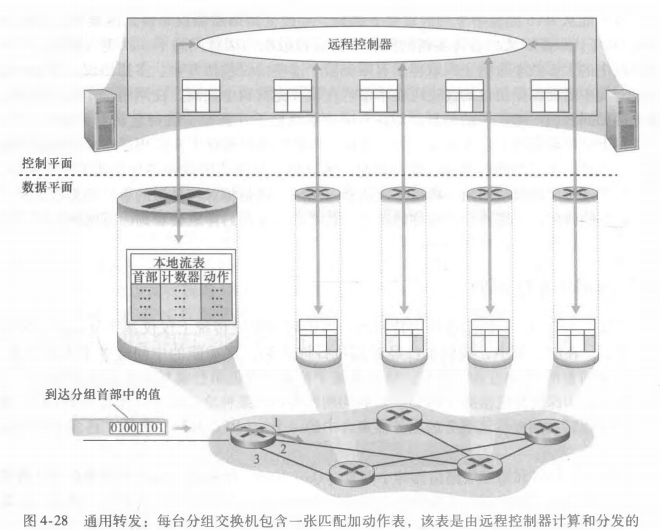 远程控制器
控制平面
数据平面
本地流表
首部 计数器 动作
... ... ...
... ... ...
... ... ...
... ... ...
到达分组首部中的值
01001101
1
2
3
图 4-28 通用转发：每台分组交换机包含一张匹配加动作表，该表是由远程控制器计算和分发的